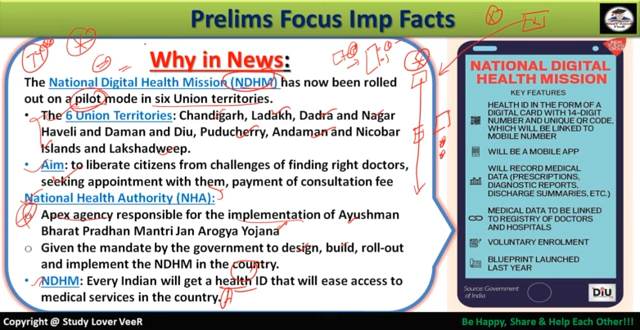 Prelims Focus Imp Facts
Why in News:
The National Digital Health Mission (NDHM) has now been rolled
out on a pilot mode in six Union territories.
• The 6 Union Territories: Chandigarh, Ladakh, Dadra and Nagar
Haveli and Daman and Diu, Puducherry, Andaman and Nicobar
Islands and Lakshadweep.
• Aim: to liberate citizens from challenges of finding right doctors,
seeking appointment with them, payment of consultation fee
National Health Authority (NHA):
o Apex agency responsible for the implementation of Ayushman
Bharat Pradhan Mantri Jan Arogya Yojana
o Given the mandate by the government to design, build, roll-out
and implement the NDHM in the country.
• NDHM: Every Indian will get a health ID that will ease access to
medical services in the country.
NATIONAL DIGITAL
HEALTH MISSION
KEY FEATURES
HEALTH ID IN THE FORM OF A
DIGITAL CARD WITH 14-DIGIT
NUMBER AND UNIQUE QR CODE,
WHICH WILL BE LINKED TO
MOBILE NUMBER
WILL BE A MOBILE APP
WILL RECORD MEDICAL
DATA (PRESCRIPTIONS,
DIAGNOSTIC REPORTS,
DISCHARGE SUMMARIES, ETC.)
MEDICAL DATA TO BE LINKED
TO REGISTRY OF DOCTORS
AND HOSPITALS
VOLUNTARY ENROLMENT
BLUEPRINT LAUNCHED
LAST YEAR
Source: Government
of India
DIU
Copyright @ Study Lover VeeR
Be Happy, Share & Help Each Other!!!